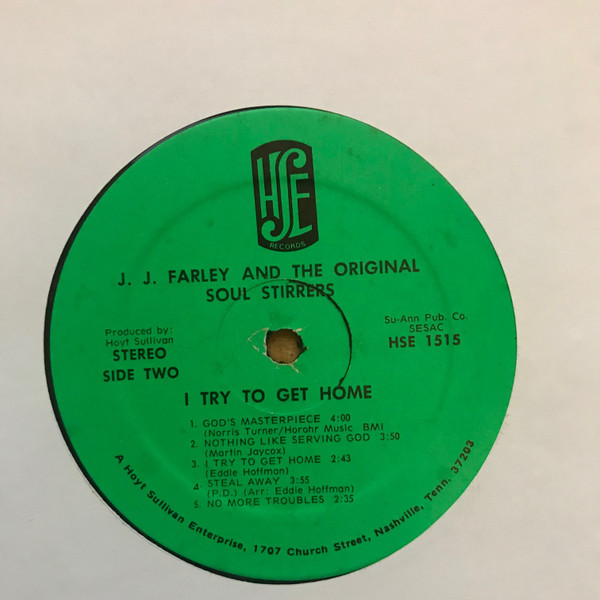 HSE
RECORDS
J. J. FARLEY AND THE ORIGINAL
SOUL STIRRERS
Produced by:
Hoyt Sullivan
STEREO
SIDE TWO
Su-Ann Pub. Co.
SESAC
HSE 1515
I TRY TO GET HOME
1. GOD'S MASTERPIECE 4:00
(Norris Turner/Horohr Music BMI
2. NOTHING LIKE SERVING GOD 3:50
(Martin Jaycox)
3. I TRY TO GET HOME 2:43
(Eddie Hoffman)
4. STEAL AWAY 3:55
(P.D.) (Arr: Eddie Hoffman)
5. NO MORE TROUBLES 2:35
A Hoyt Sullivan Enterprise, 1707 Church Street, Nashville, Tenn. 37203